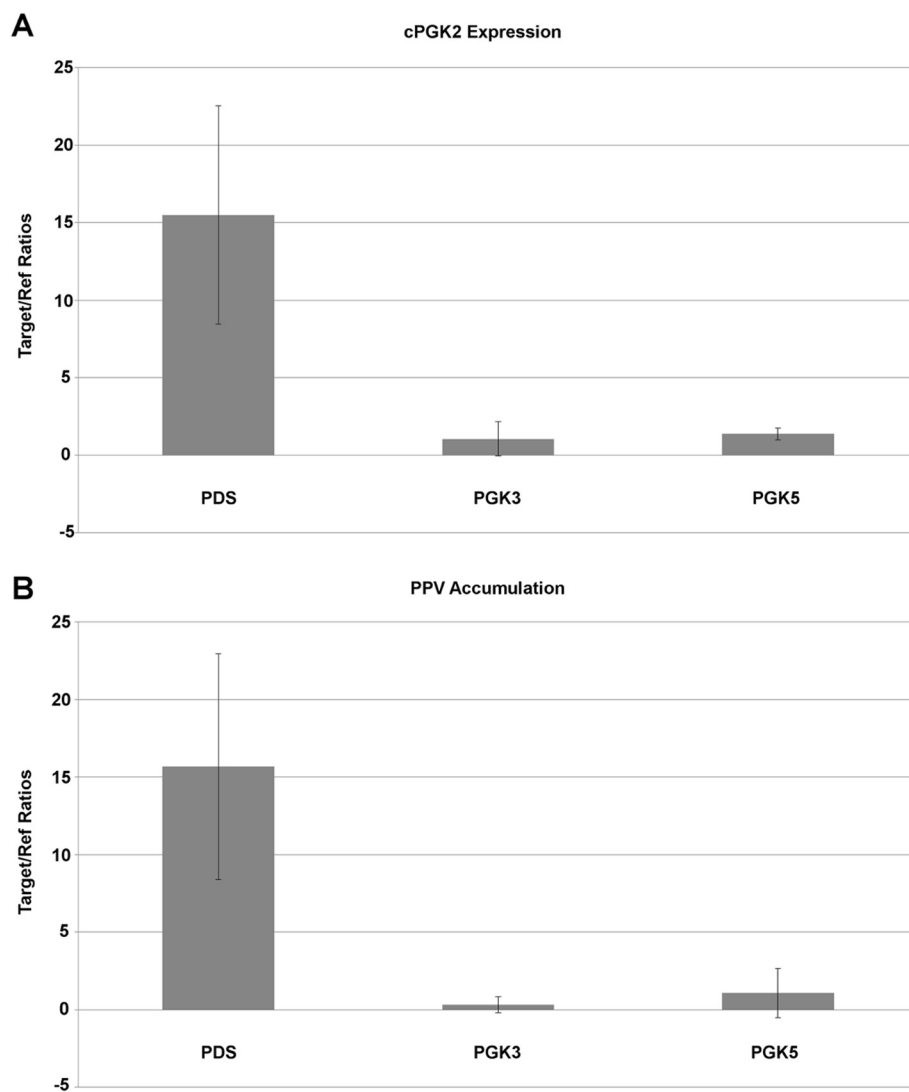 A
cPGK2 Expression
Target/Ref Ratios
25
20
15
10
5
0
-5
PDS PGK3 PGK5
B
PPV Accumulation
Target/Ref Ratios
25
20
15
10
5
0
-5
PDS PGK3 PGK5